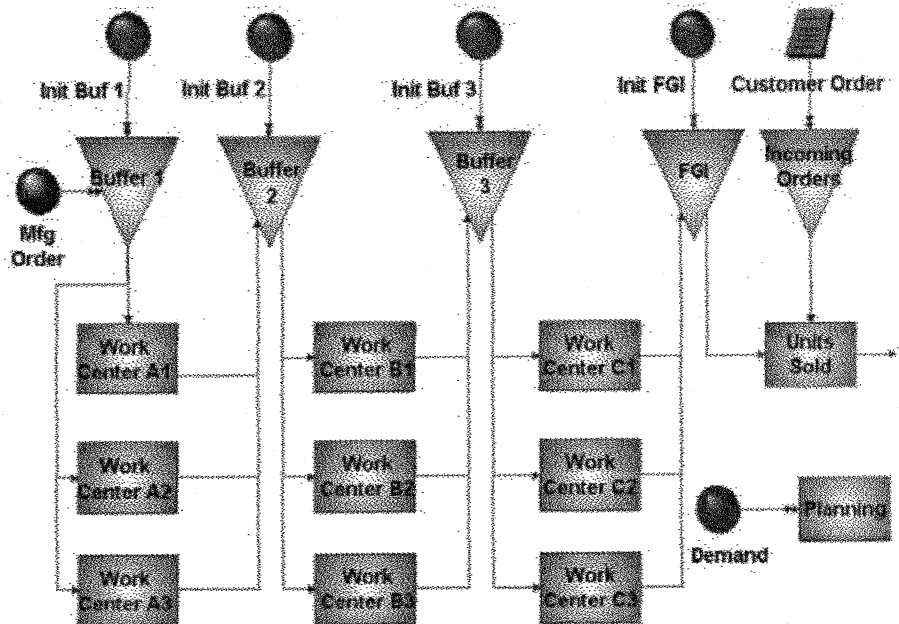 Init Buf 1
Init Buf 2
Init Buf 3
Init FGI
Customer Order
Buffer 1
Buffer
2
Buffer
3
FGI
Incoming
Orders
Mfg
Order
Work
Center A1
Work
Center B1
Work
Center C1
Units
Sold
Work
Center A2
Work
Center B2
Work
Center C2
Planning
Demand
Work
Center A3
Work
Center B3
Work
Center C3